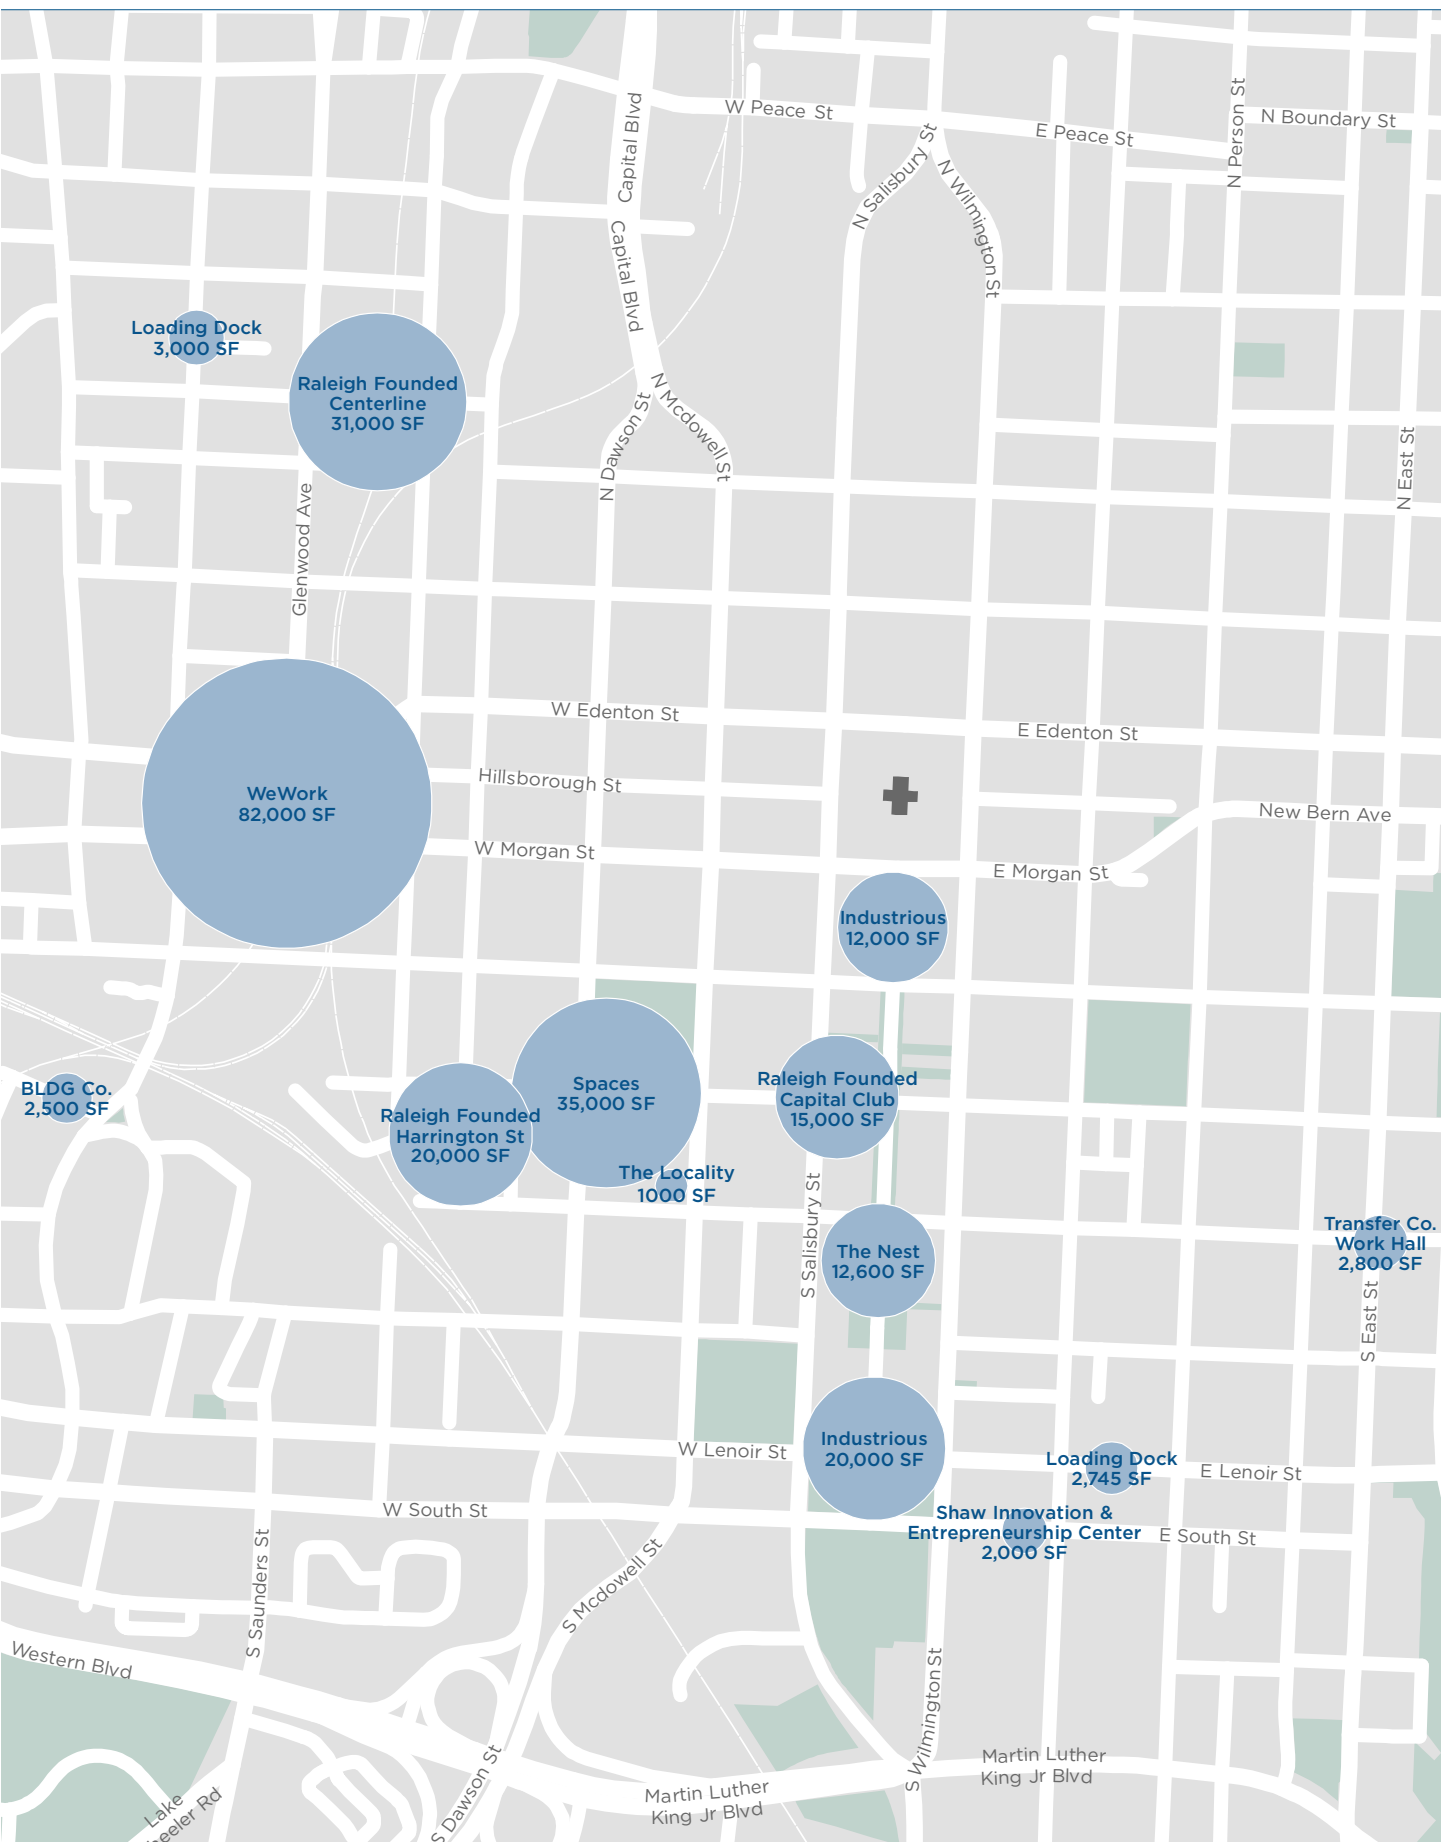 W Peace St
E Peace St
N Boundary St
N Person St
Capital Blvd
Capital Blvd
N Salisbury St
N Wilmington St
Loading Dock
3,000 SF
Raleigh Founded
Centerline
31,000 SF
N Dawson St
N Mcdowell St
N East St
Glenwood Ave
W Edenton St
E Edenton St
WeWork
82,000 SF
Hillsborough St
New Bern Ave
W Morgan St
E Morgan St
Industrious
12,000 SF
BLDG Co.
2,500 SF
Spaces
35,000 SF
Raleigh Founded
Capital Club
15,000 SF
Raleigh Founded
Harrington St
20,000 SF
The Locality
1000 SF
S Salisbury St
The Nest
12,600 SF
Transfer Co.
Work Hall
2,800 SF
S East St
Industrious
20,000 SF
W Lenoir St
Loading Dock
2,745 SF
E Lenoir St
W South St
Shaw Innovation &
Entrepreneurship Center
2,000 SF
E South St
S Saunders St
S Mcdowell St
Western Blvd
S Wilmington St
S Dawson St
Martin Luther
King Jr Blvd
Martin Luther
King Jr Blvd
Lake
heeler Rd